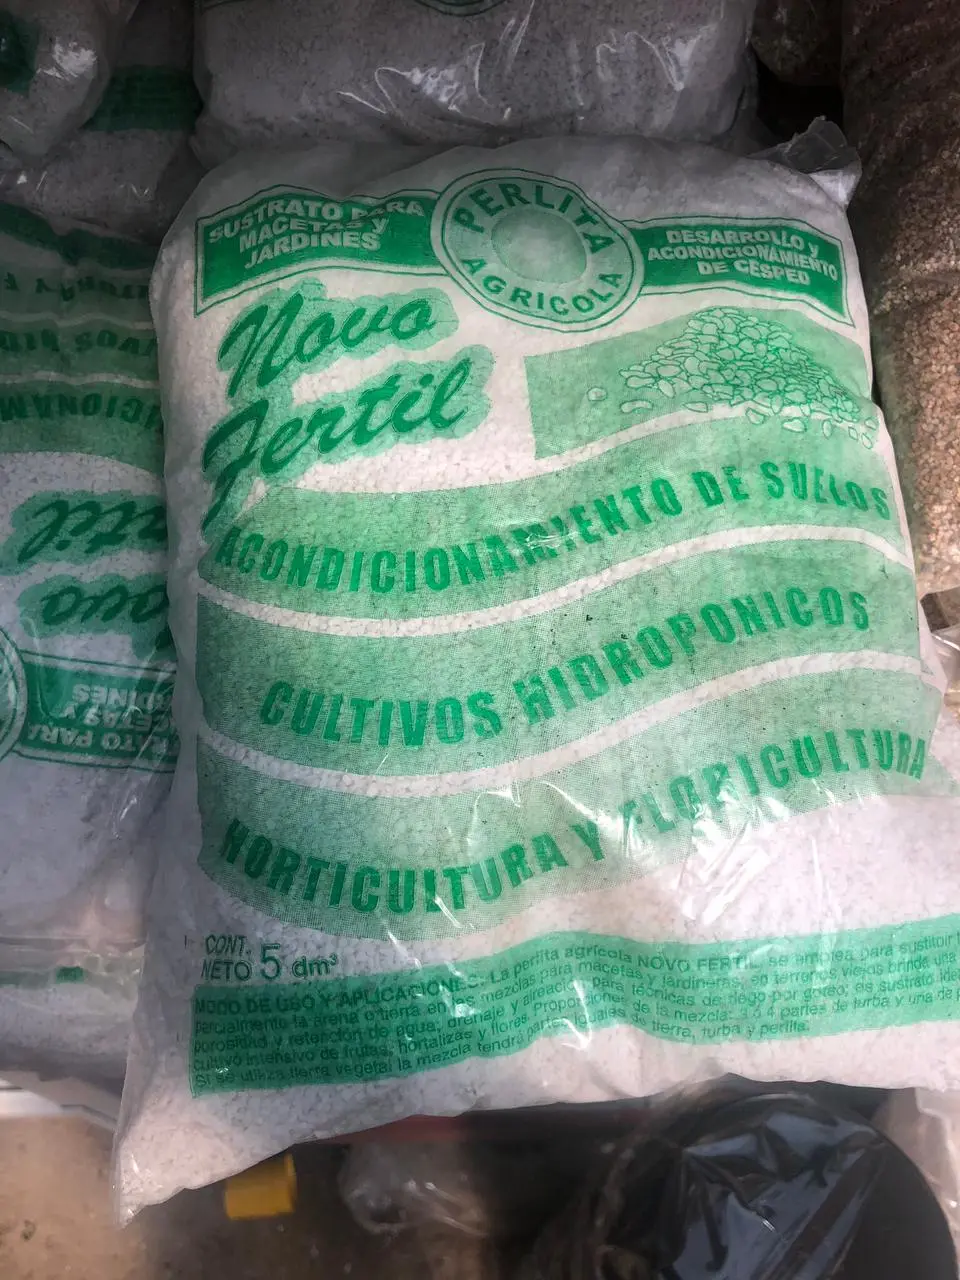 SUSTRATO PARA
MACETAS y
JARDINES
PERLITA
AGRICOLA
DESARROLLO y
ACONDICIONAMIENTO
DE CESPED
Novo
Fertil
ACONDICIONAMIENTO DE SUELOS
CULTIVOS HIDROPONICOS
HORTICULTURA Y FLORICULTURA
CONT.
NETO 5 dm³
MODO DE USO Y APLICACIONES: La perlita agrícola NOVO FERTIL se emplea para sustituir
parcialmente la arena o tierra en las mezclas para macetas y jardineras; en terrenos viejos brinda una
porosidad y retención de agua; drenaje y aireación; para técnicas de riego por goteo; es sustrato
cultivo intensivo de frutas, hortalizas y flores. Proporciones de la mezcla: 3 ó 4 partes de turba y una de
Si se utiliza tierra vegetal la mezcla tendrá partes iguales de tierra, turba y perlita.